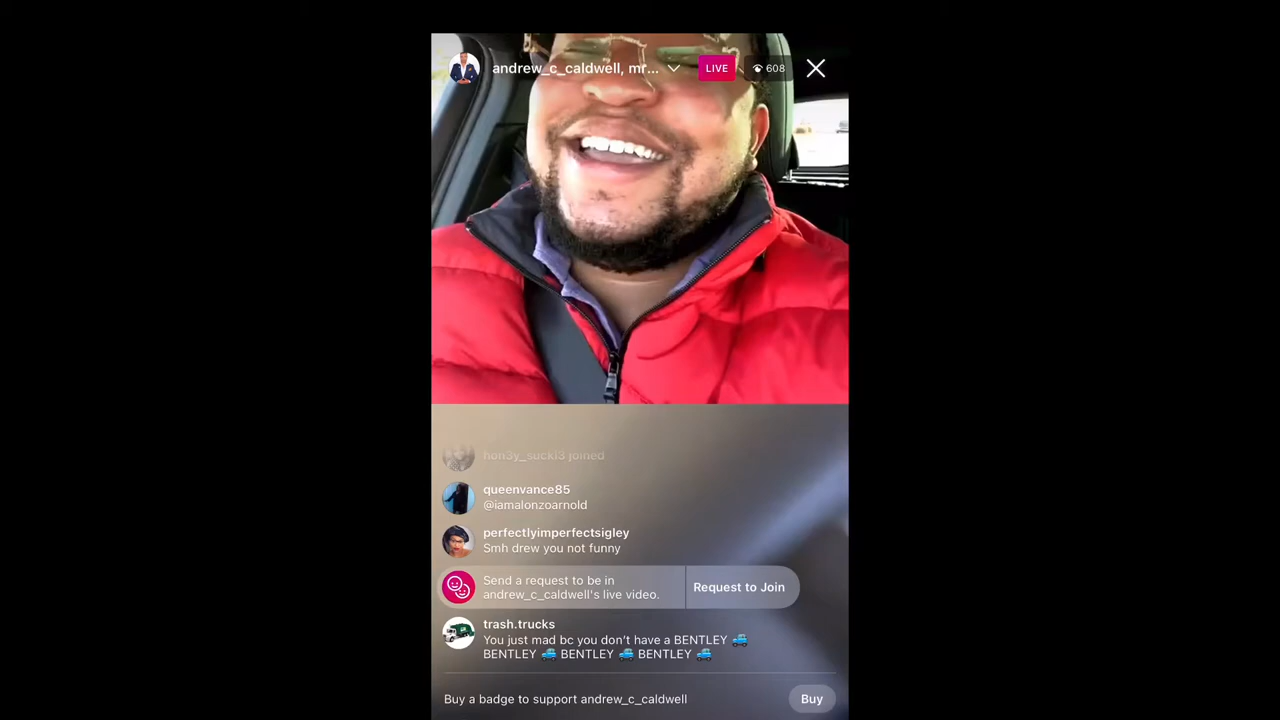 andrew_c_caldwell, mr...
LIVE
608
hon3y_sucki3 joined
queenvance85
@iamalonzoarnold
perfectlyimperfectsigley
Smh drew you not funny
Send a request to be in
andrew_c_caldwell's live video.
Request to Join
trash.trucks
You just mad bc you don’t have a BENTLEY 🚙
BENTLEY 🚙 BENTLEY 🚙 BENTLEY 🚙
Buy a badge to support andrew_c_caldwell
Buy